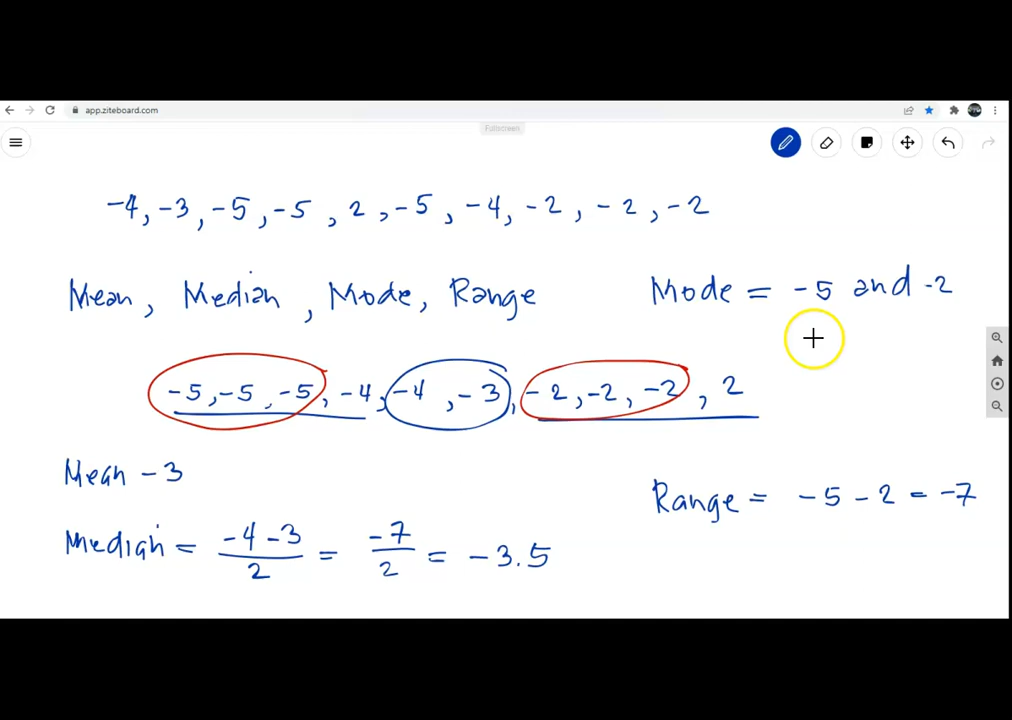 app.ziteboard.com
Fullscreen
-4, -3, -5, -5, 2, -5, -4, -2, -2, -2
Mean, Median, Mode, Range
Mode = -5 and -2
-5, -5, -5, -4, -4, -3, -2, -2, -2, 2
Mean -3
Range = -5 - 2 = -7
Median = -4 -3 / 2 = -7 / 2 = -3.5